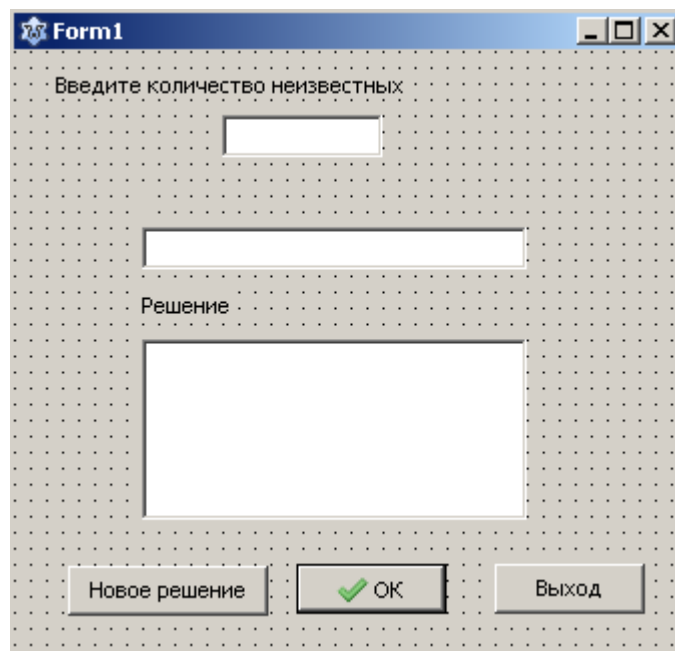 Form1
Введите количество неизвестных
Решение
Новое решение
OK
Выход